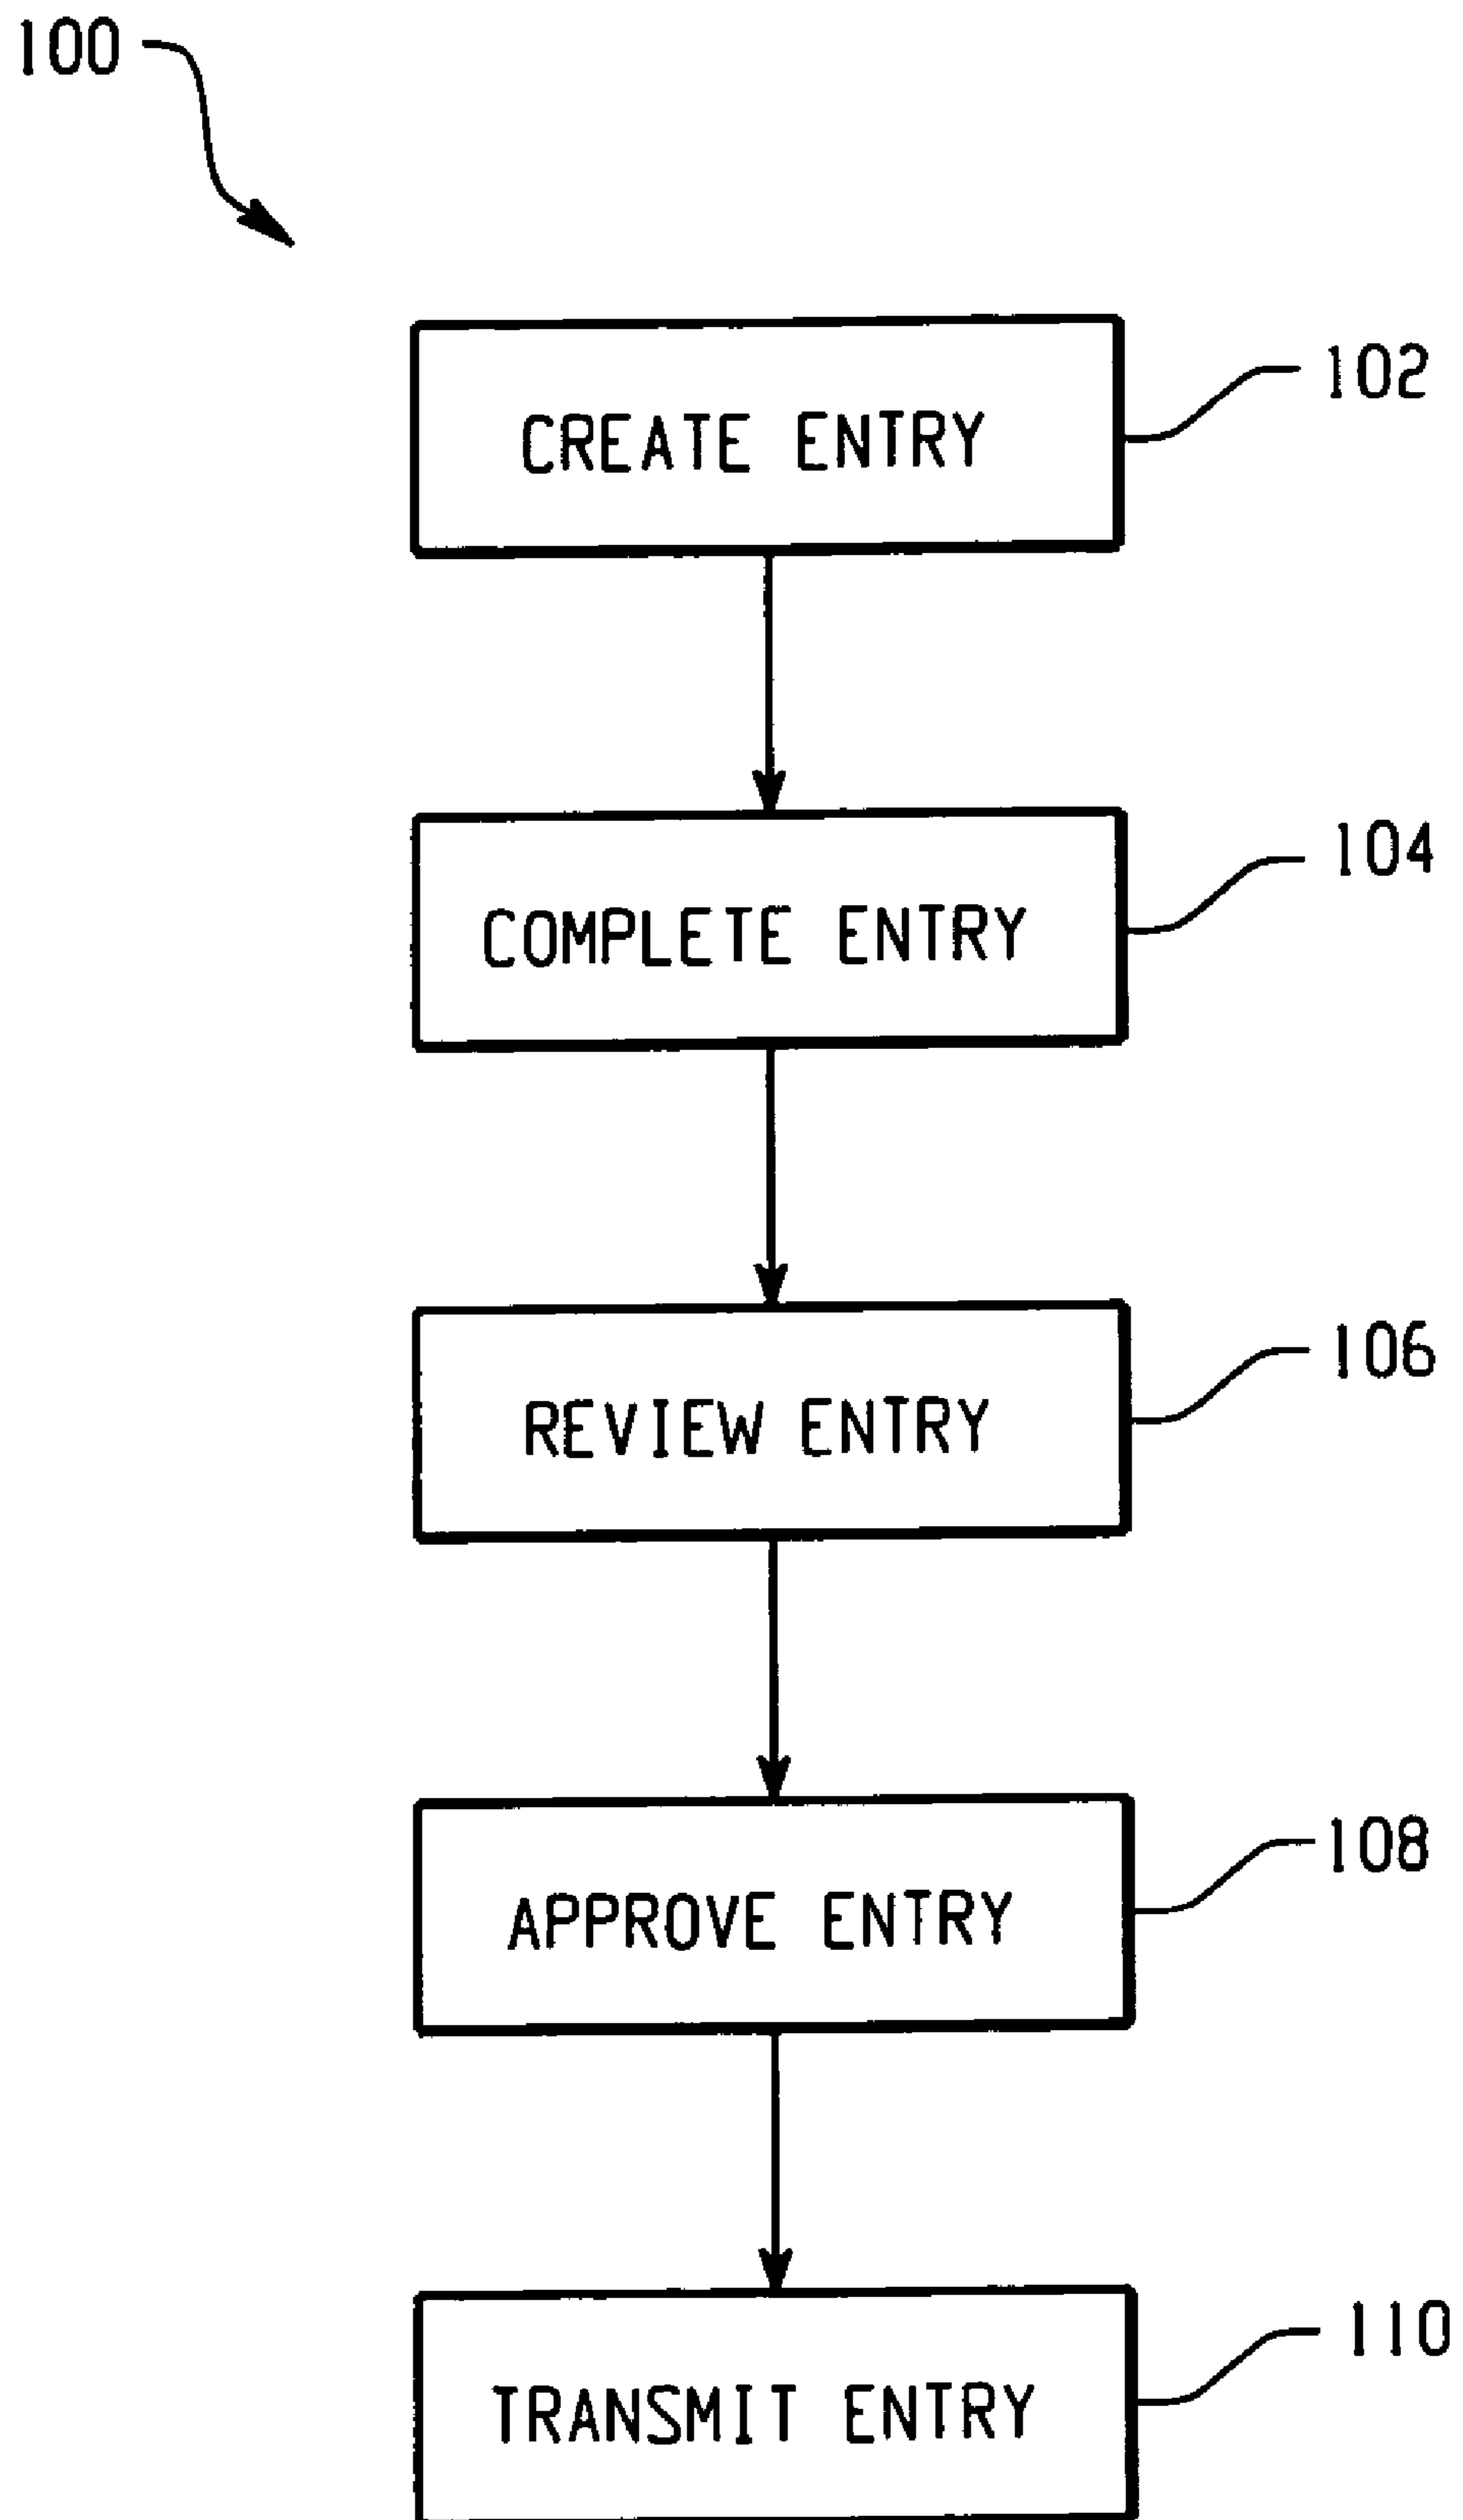 100
CREATE ENTRY
102
COMPLETE ENTRY
104
REVIEW ENTRY
106
APPROVE ENTRY
108
TRANSMIT ENTRY
110